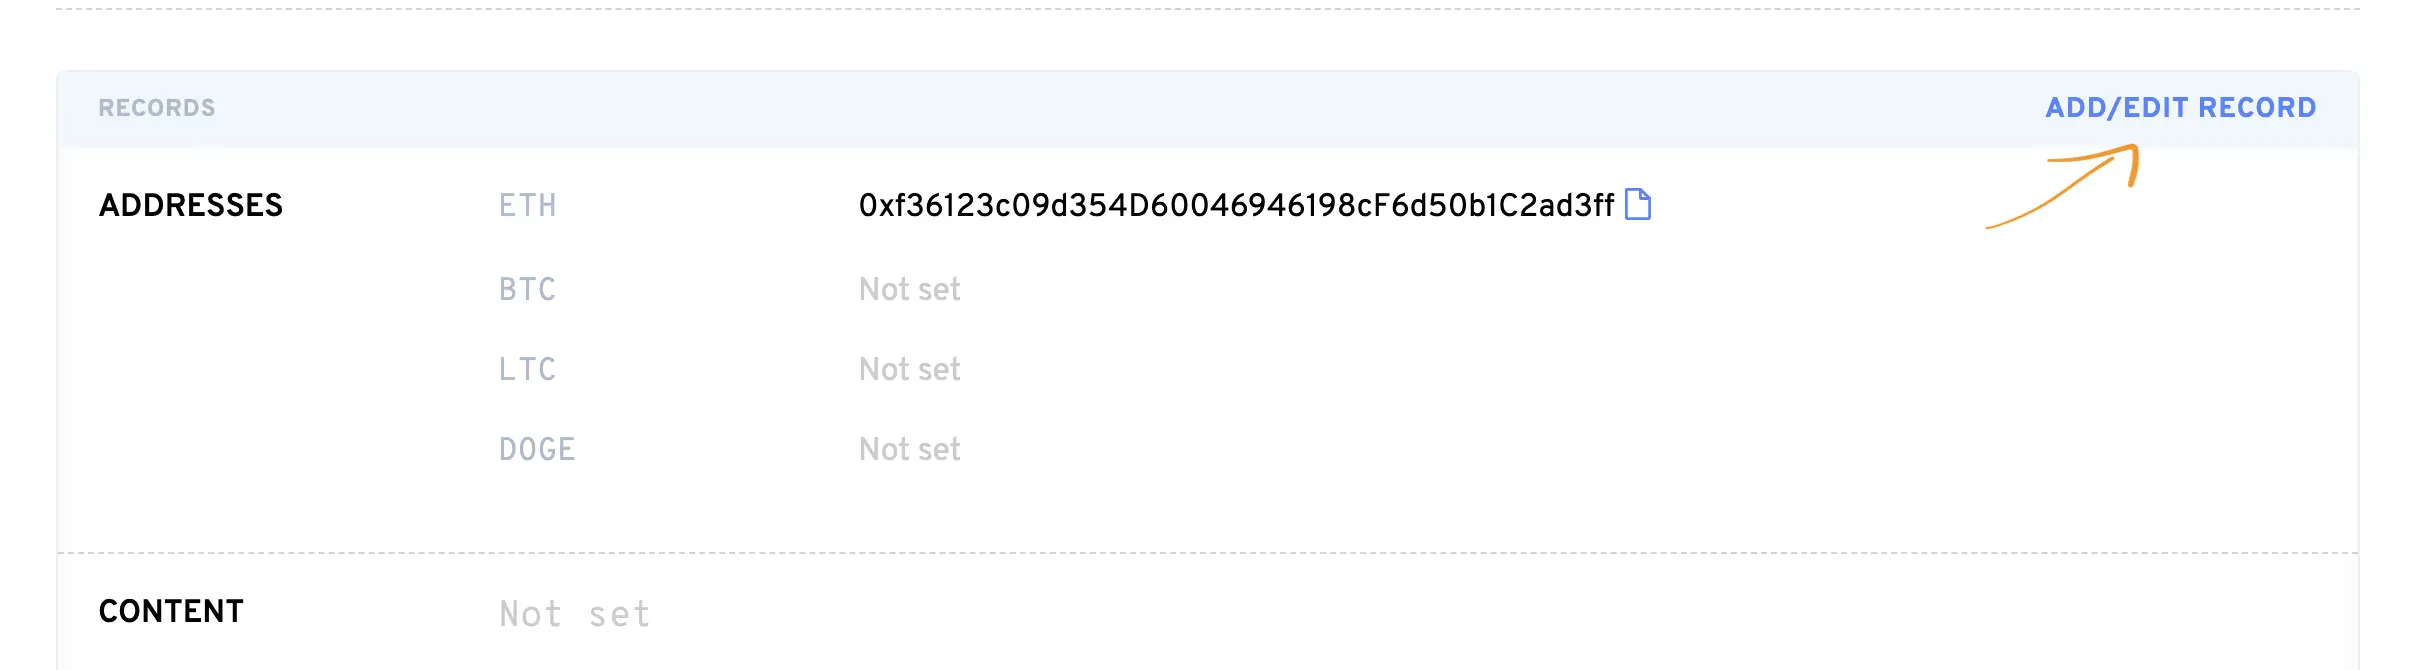 RECORDS ADD/EDIT RECORD
ADDRESSES ETH 0xf36123c09d354D60046946198cF6d50b1C2ad3ff
BTC Not set
LTC Not set
DOGE Not set
CONTENT Not set